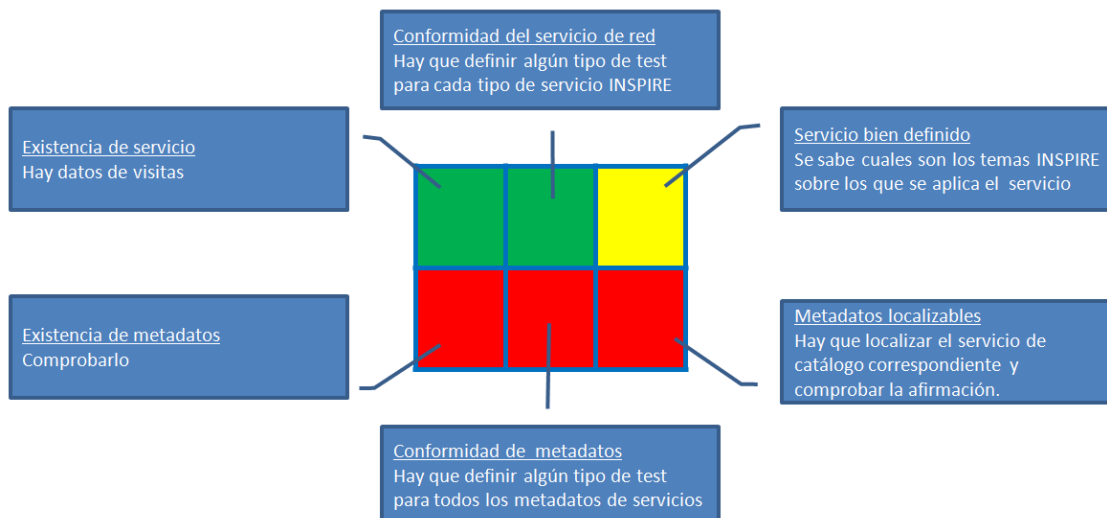 Conformidad del servicio de red
Hay que definir algún tipo de test
para cada tipo de servicio INSPIRE
Existencia de servicio
Hay datos de visitas
Servicio bien definido
Se sabe cuales son los temas INSPIRE
sobre los que se aplica el servicio
Existencia de metadatos
Comprobarlo
Metadatos localizables
Hay que localizar el servicio de
catálogo correspondiente y
comprobar la afirmación.
Conformidad de metadatos
Hay que definir algún tipo de test
para todos los metadatos de servicios